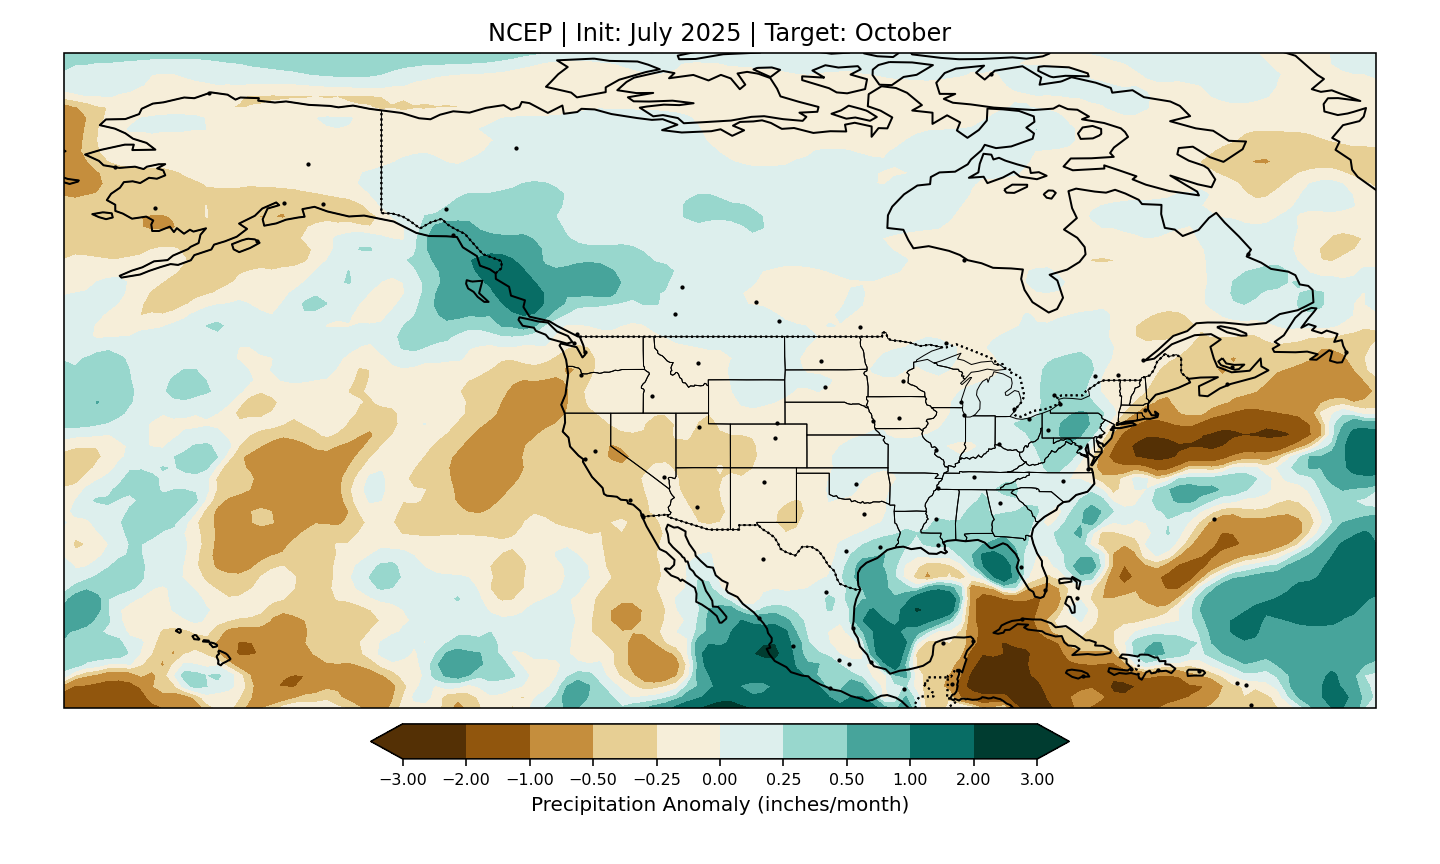 NCEP | Init: July 2025 | Target: October
−3.00 −2.00 −1.00 −0.50 −0.25 0.00 0.25 0.50 1.00 2.00 3.00
Precipitation Anomaly (inches/month)